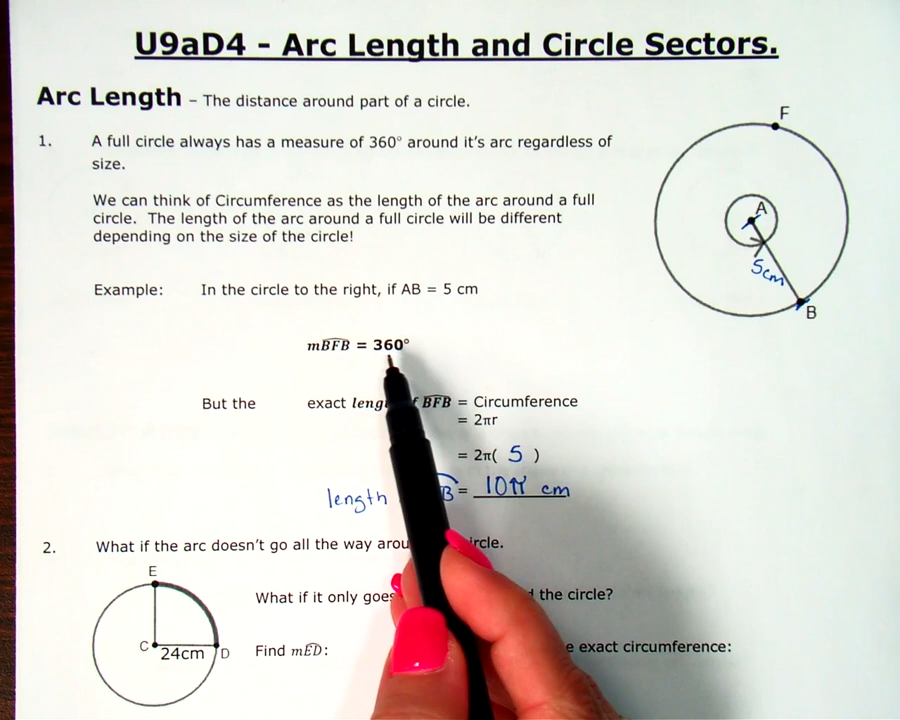 U9aD4 - Arc Length and Circle Sectors.
Arc Length – The distance around part of a circle.
F
1. A full circle always has a measure of 360° around it's arc regardless of
size.
We can think of Circumference as the length of the arc around a full
circle. The length of the arc around a full circle will be different
depending on the size of the circle!
A
5cm
B
Example: In the circle to the right, if AB = 5 cm
mBFB = 360°
But the exact BFB = Circumference
= 2πr
= 2π( 5 )
length B = 10π cm
2. What if the arc doesn't go all the way
E
What if it only goes the circle?
C 24cm D Find mED: exact circumference: